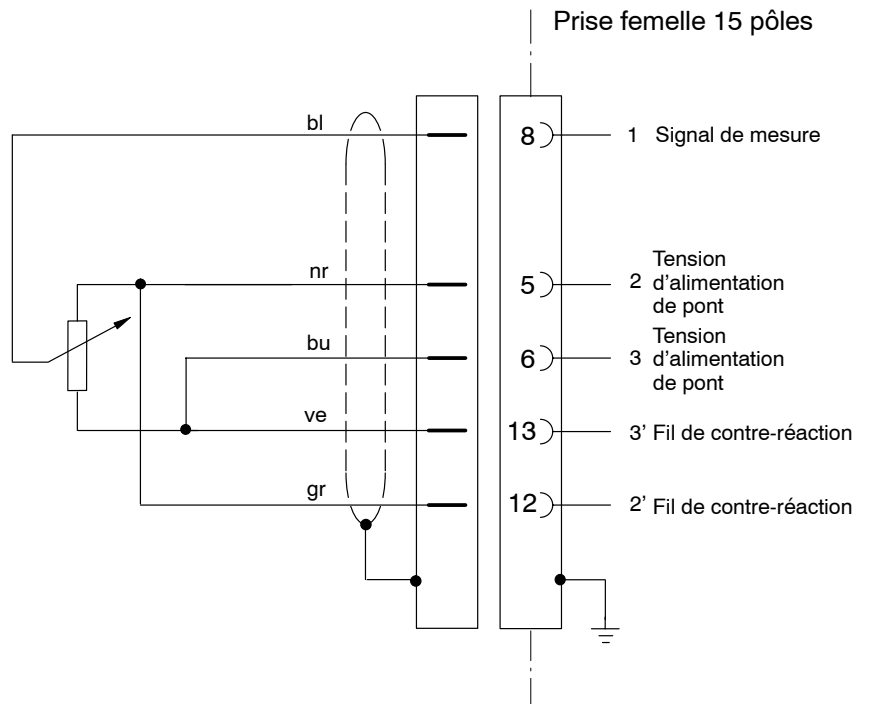 Prise femelle 15 pôles
bl
8
1 Signal de mesure
nr
5
2
Tension
d’alimentation
de pont
bu
6
3
Tension
d’alimentation
de pont
ve
13
3’ Fil de contre-réaction
gr
12
2’ Fil de contre-réaction